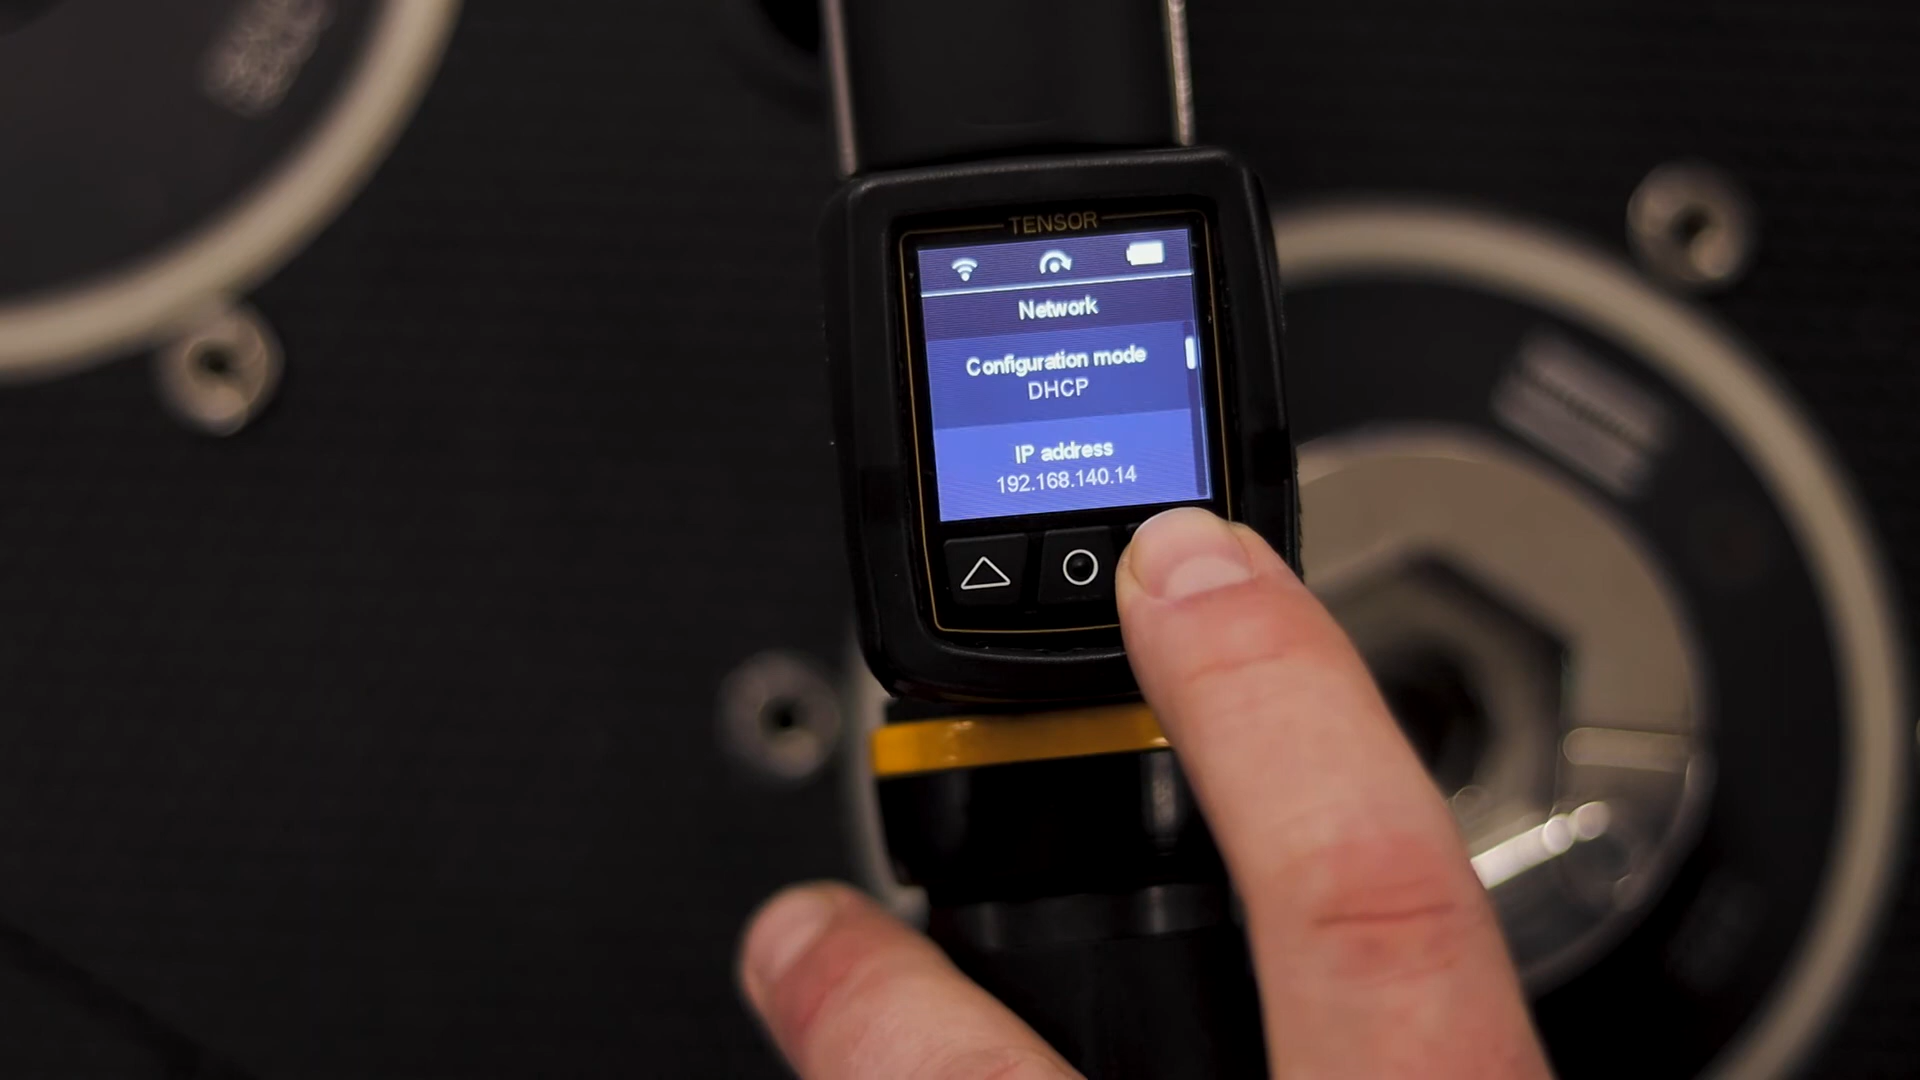 TENSOR
Network
Configuration mode
DHCP
IP address
192.168.140.14